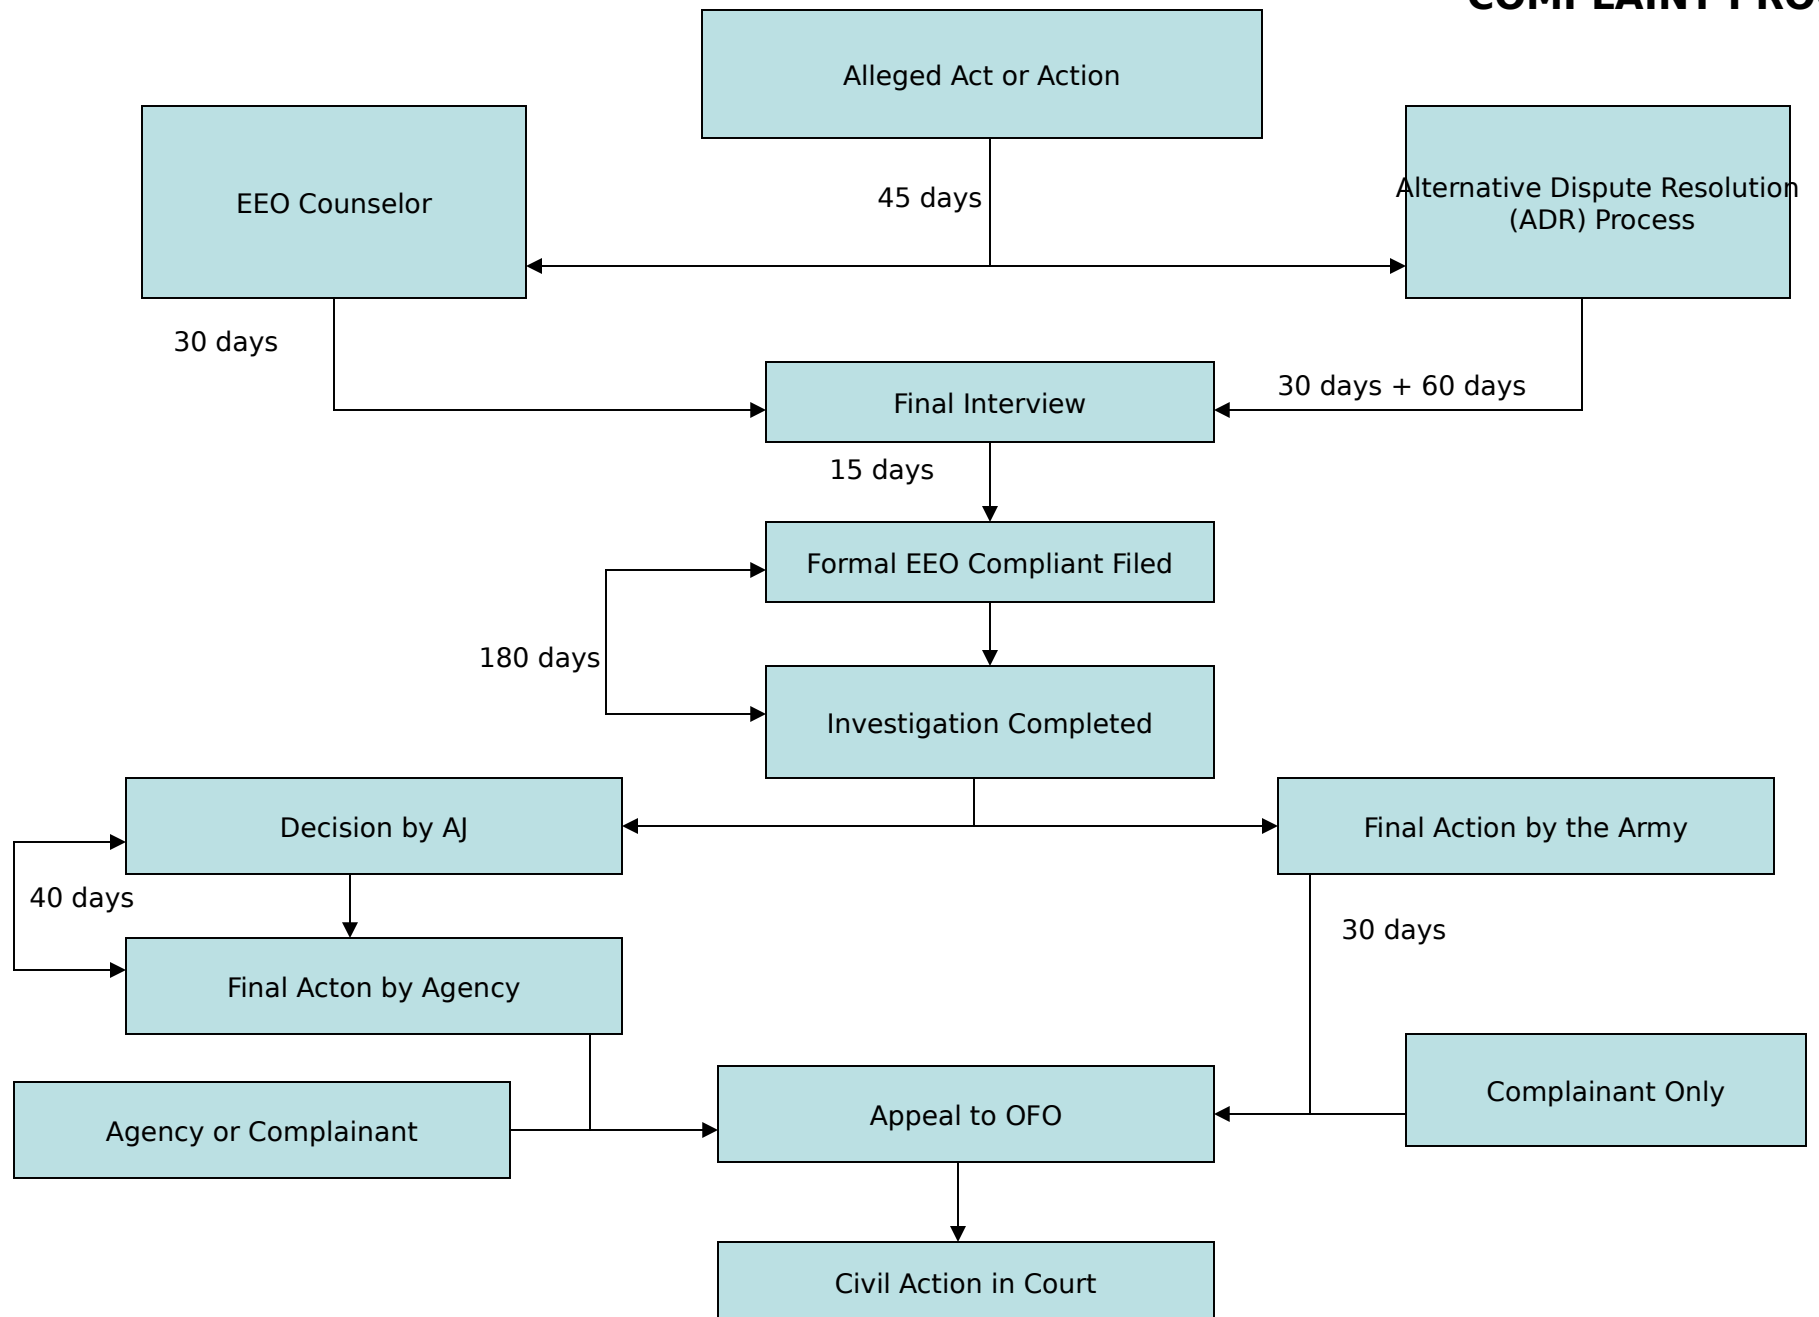 COMPLAINT PRO
Alleged Act or Action
EEO Counselor
45 days
Alternative Dispute Resolution
(ADR) Process
30 days
Final Interview
30 days + 60 days
15 days
Formal EEO Compliant Filed
180 days
Investigation Completed
Decision by AJ
Final Action by the Army
40 days
30 days
Final Acton by Agency
Agency or Complainant
Appeal to OFO
Complainant Only
Civil Action in Court